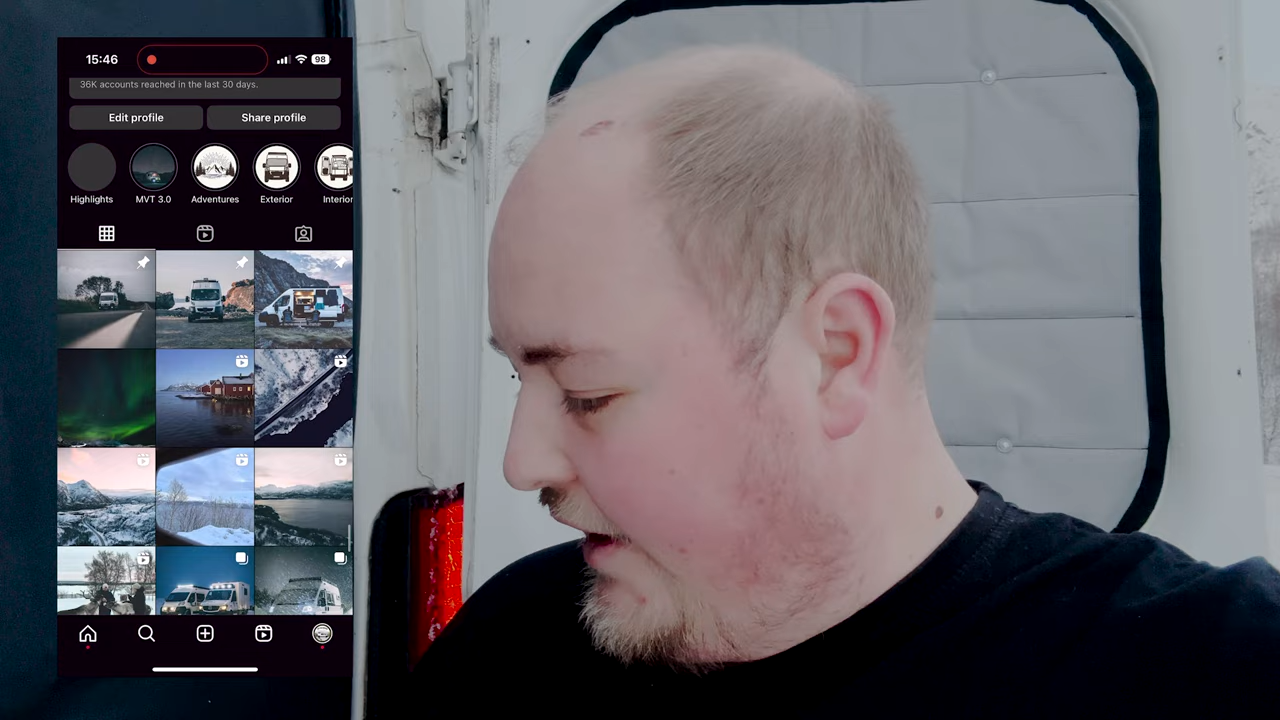 15:46
98
36K accounts reached in the last 30 days.
Edit profile
Share profile
Highlights
MVT 3.0
Adventures
Exterior
Interior